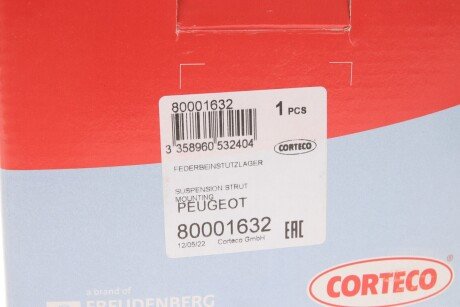 80001632
1 PCS
3 358960 532404
CORTECO
FEDERBEINSTÜTZLAGER
SUSPENSION STRUT
MOUNTING
PEUGEOT
80001632
12/05/22 Corteco GmbH
EAC
CORTECO
a brand of
FREUDENBERG